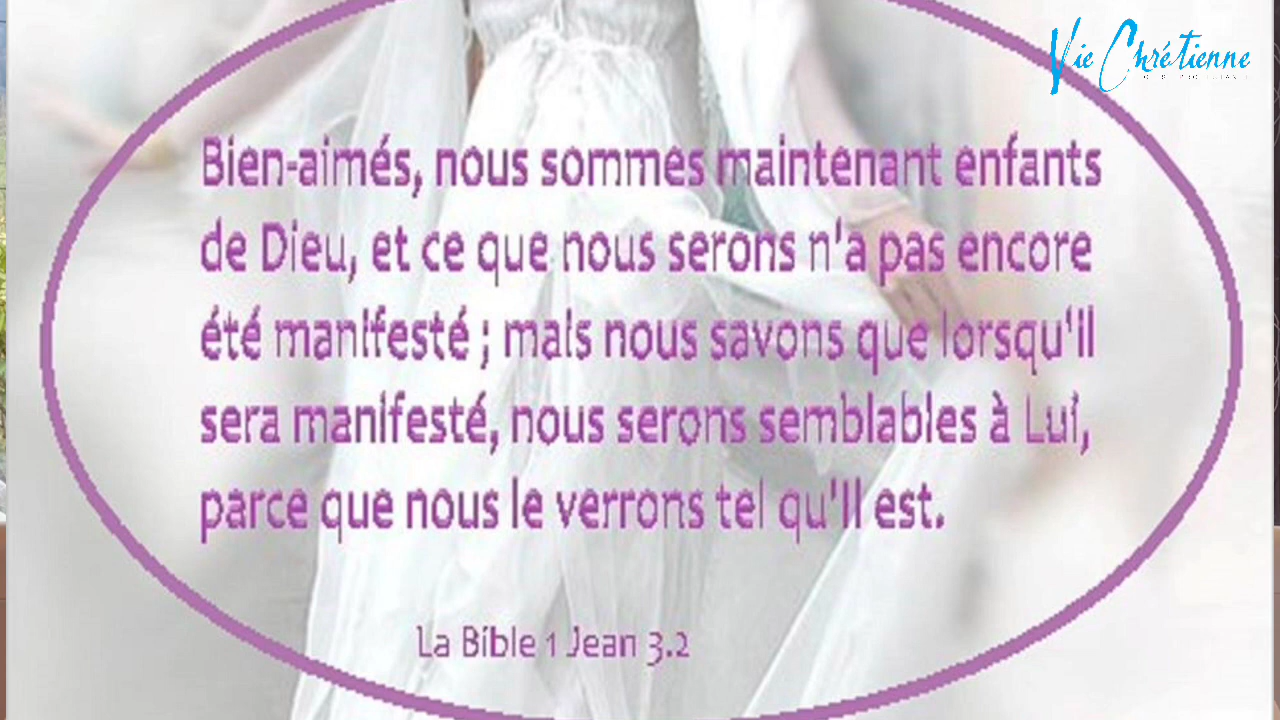 Vie Chrétienne
Bien-aimés, nous sommes maintenant enfants
de Dieu, et ce que nous serons n'a pas encore
été manifesté ; mais nous savons que lorsqu'Il
sera manifesté, nous serons semblables à Lui,
parce que nous le verrons tel qu'Il est.
La Bible 1 Jean 3.2